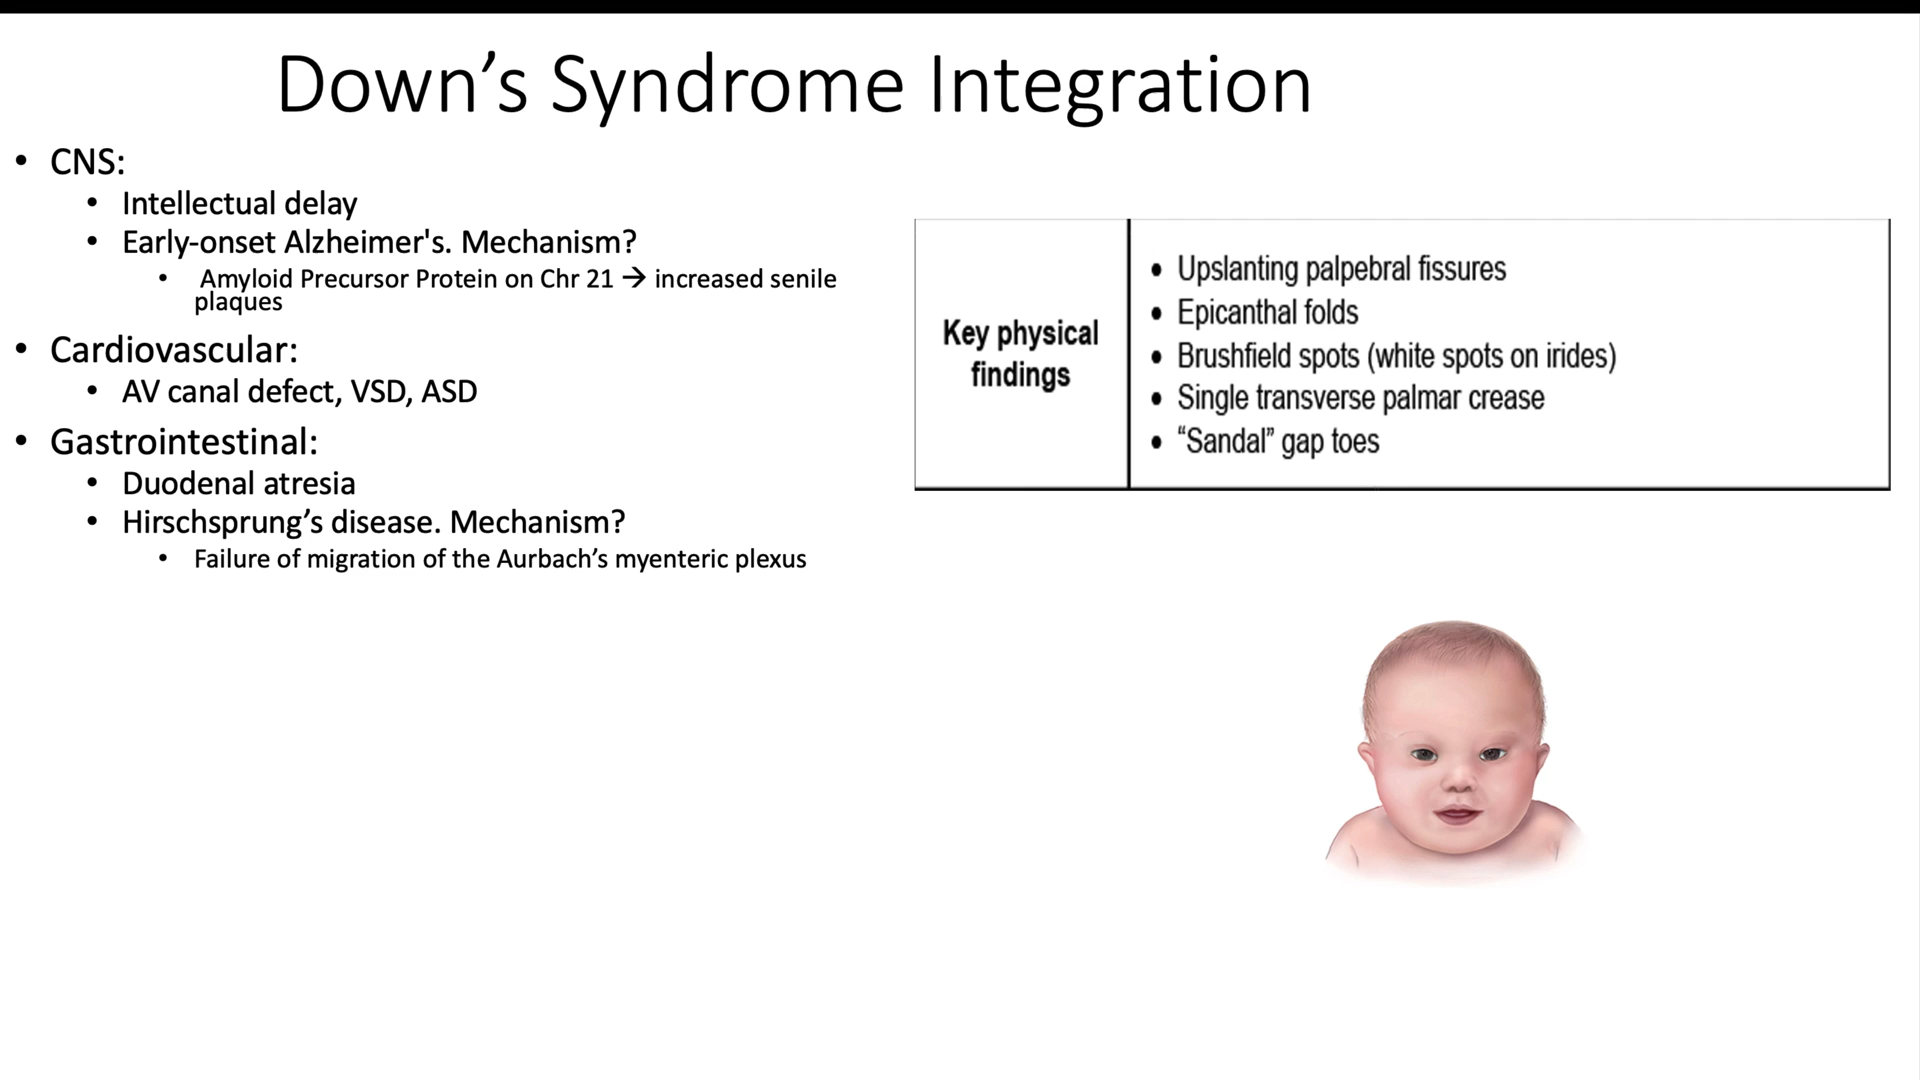 Down’s Syndrome Integration
• CNS:
• Intellectual delay
• Early-onset Alzheimer's. Mechanism?
• Amyloid Precursor Protein on Chr 21 → increased senile
plaques
• Cardiovascular:
• AV canal defect, VSD, ASD
• Gastrointestinal:
• Duodenal atresia
• Hirschsprung’s disease. Mechanism?
• Failure of migration of the Aurbach’s myenteric plexus
Key physical
findings
• Upslanting palpebral fissures
• Epicanthal folds
• Brushfield spots (white spots on irides)
• Single transverse palmar crease
• “Sandal” gap toes